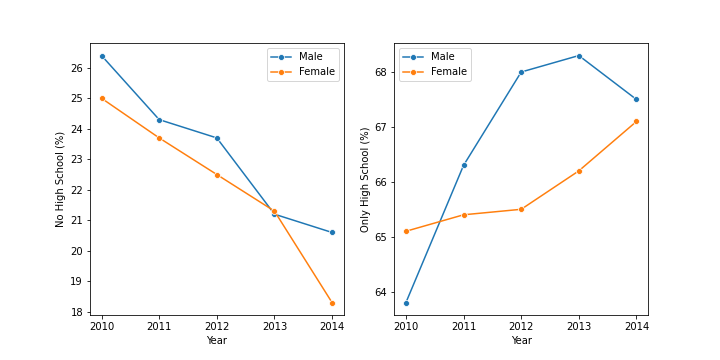 No High School (%)
26
25
24
23
22
21
20
19
18
2010 2011 2012 2013 2014
Year
Male
Female
Only High School (%)
68
67
66
65
64
2010 2011 2012 2013 2014
Year
Male
Female